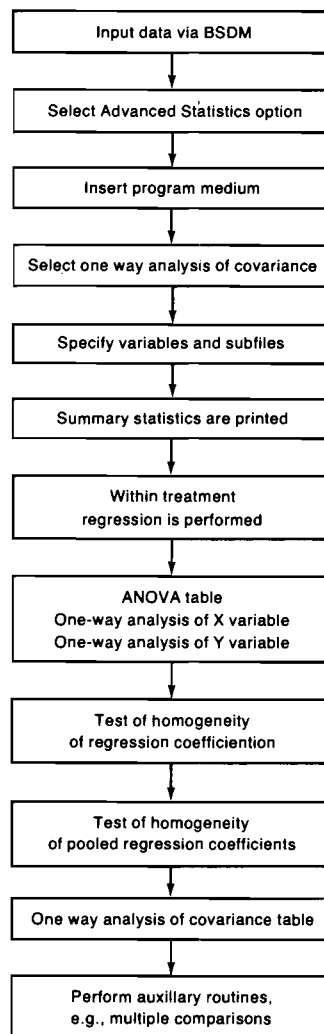 Input data via BSDM
Select Advanced Statistics option
Insert program medium
Select one way analysis of covariance
Specify variables and subfiles
Summary statistics are printed
Within treatment
regression is performed
ANOVA table
One-way analysis of X variable
One-way analysis of Y variable
Test of homogeneity
of regression coefficiention
Test of homogeneity
of pooled regression coefficients
One way analysis of covariance table
Perform auxillary routines,
e.g., multiple comparisons